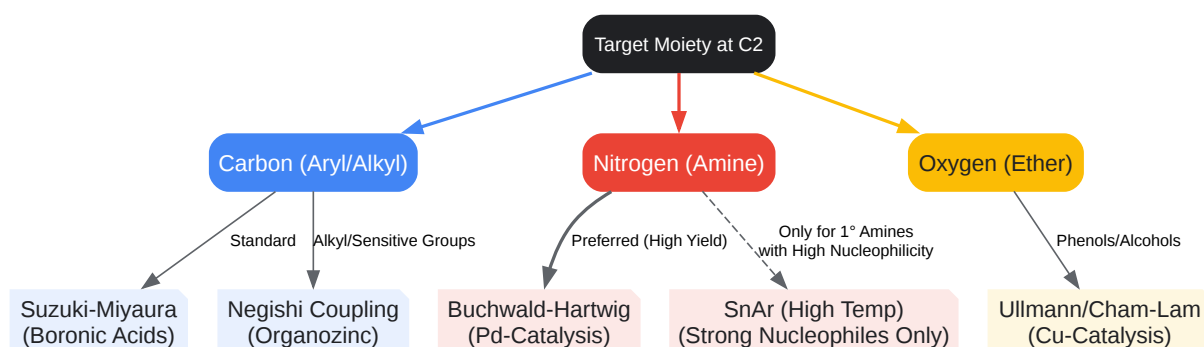 Target Moiety at C2
Carbon (Aryl/Alkyl)
Nitrogen (Amine)
Oxygen (Ether)
Standard
Alkyl/Sensitive Groups
Preferred (High Yield)
Only for 1° Amines
with High Nucleophilicity
Phenols/Alcohols
Suzuki-Miyaura
(Boronic Acids)
Negishi Coupling
(Organozinc)
Buchwald-Hartwig
(Pd-Catalysis)
SnAr (High Temp)
(Strong Nucleophiles Only)
Ullmann/Cham-Lam
(Cu-Catalysis)